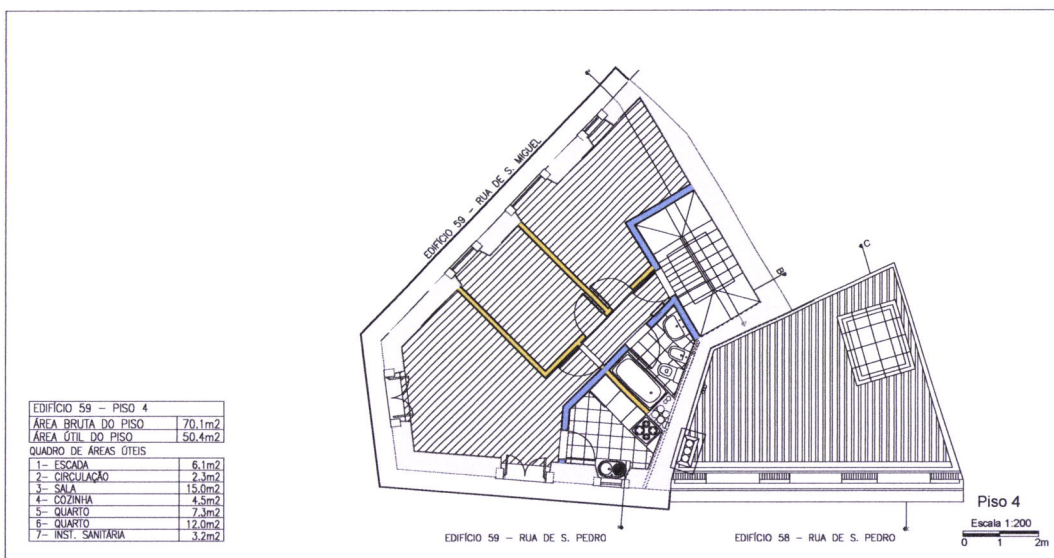 EDIFÍCIO 59 - RUA DE S. MIGUEL
C
B
EDIFÍCIO 59 - PISO 4
ÁREA BRUTA DO PISO 70.1m2
ÁREA ÚTIL DO PISO 50.4m2
QUADRO DE ÁREAS ÚTEIS
1- ESCADA 6.1m2
2- CIRCULAÇÃO 2.3m2
3- SALA 15.0m2
4- COZINHA 4.5m2
5- QUARTO 7.3m2
6- QUARTO 12.0m2
7- INST. SANITÁRIA 3.2m2
EDIFÍCIO 59 - RUA DE S. PEDRO
EDIFÍCIO 58 - RUA DE S. PEDRO
Piso 4
Escala 1:200
0 1 2m